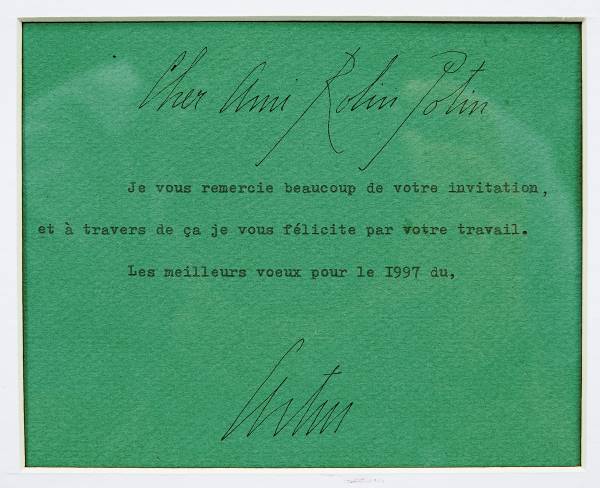 Cher Ami Robin Potin
Je vous remercie beaucoup de votre invitation,
et à travers de ça je vous félicite par votre travail.
Les meilleurs voeux pour le 1997 du,